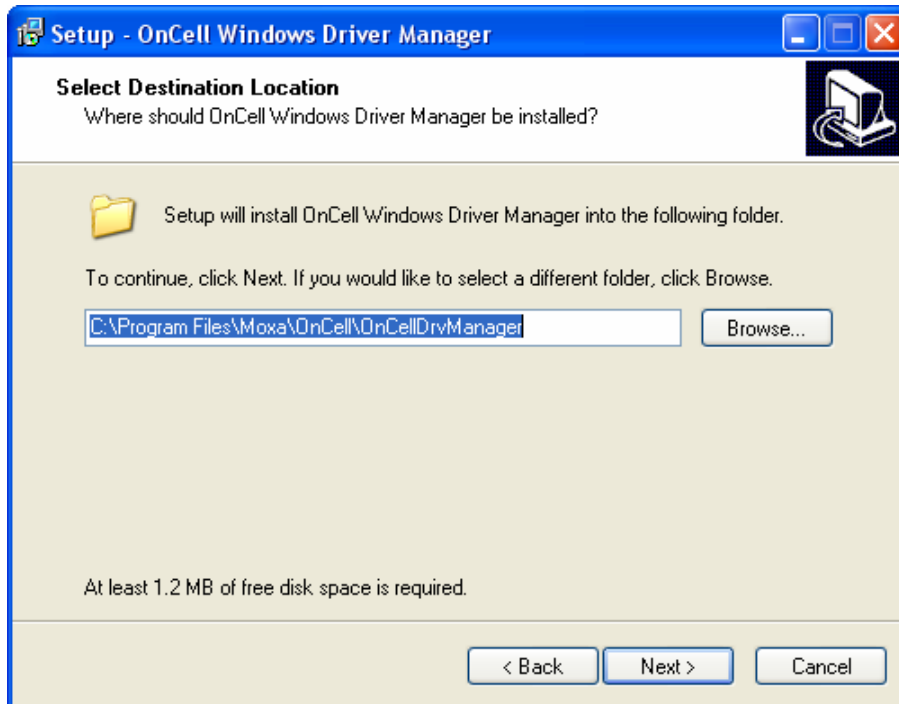 Setup - OnCell Windows Driver Manager
Select Destination Location
Where should OnCell Windows Driver Manager be installed?
Setup will install OnCell Windows Driver Manager into the following folder.
To continue, click Next. If you would like to select a different folder, click Browse.
C:\Program Files\Moxa\OnCell\OnCellDrvManager
Browse...
At least 1.2 MB of free disk space is required.
< Back
Next >
Cancel